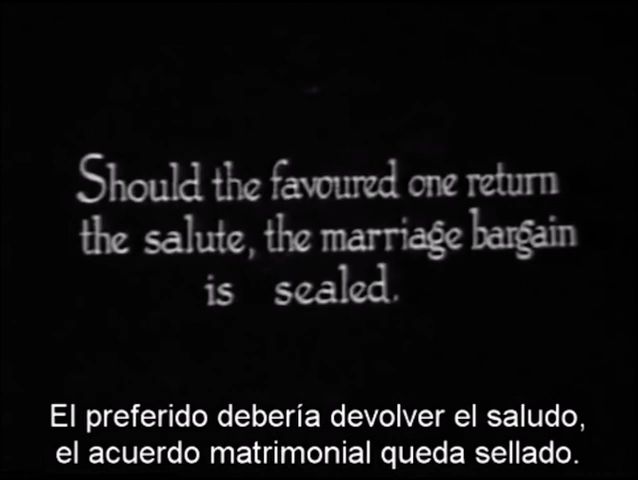 Should the favoured one return
the salute, the marriage bargain
is sealed.
El preferido debería devolver el saludo,
el acuerdo matrimonial queda sellado.